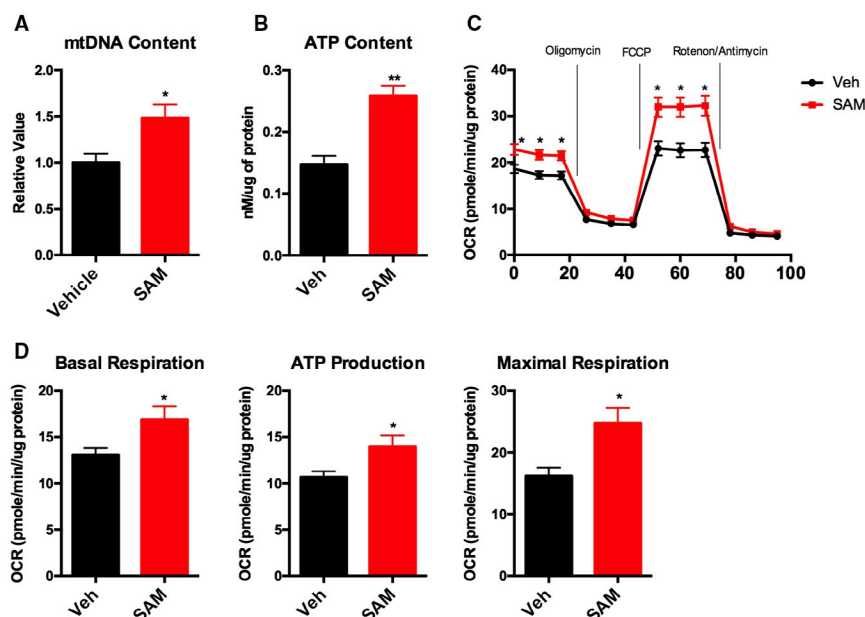 A
mtDNA Content
Relative Value
2.0
1.5
1.0
0.5
0.0
*
Vehicle
SAM
B
ATP Content
nM/ug of protein
0.3
0.2
0.1
0.0
**
Veh
SAM
C
Oligomycin
FCCP
Rotenon/Antimycin
OCR (pmole/min/ug protein)
40
30
20
10
0
* * *
* * *
0 20 40 60 80 100
Veh
SAM
D
Basal Respiration
OCR (pmole/min//ug protein)
20
15
10
5
0
*
Veh
SAM
ATP Production
OCR (pmole/min/ug protein)
20
15
10
5
0
*
Veh
SAM
Maximal Respiration
OCR (pmole/min/ug protein)
30
20
10
0
*
Veh
SAM